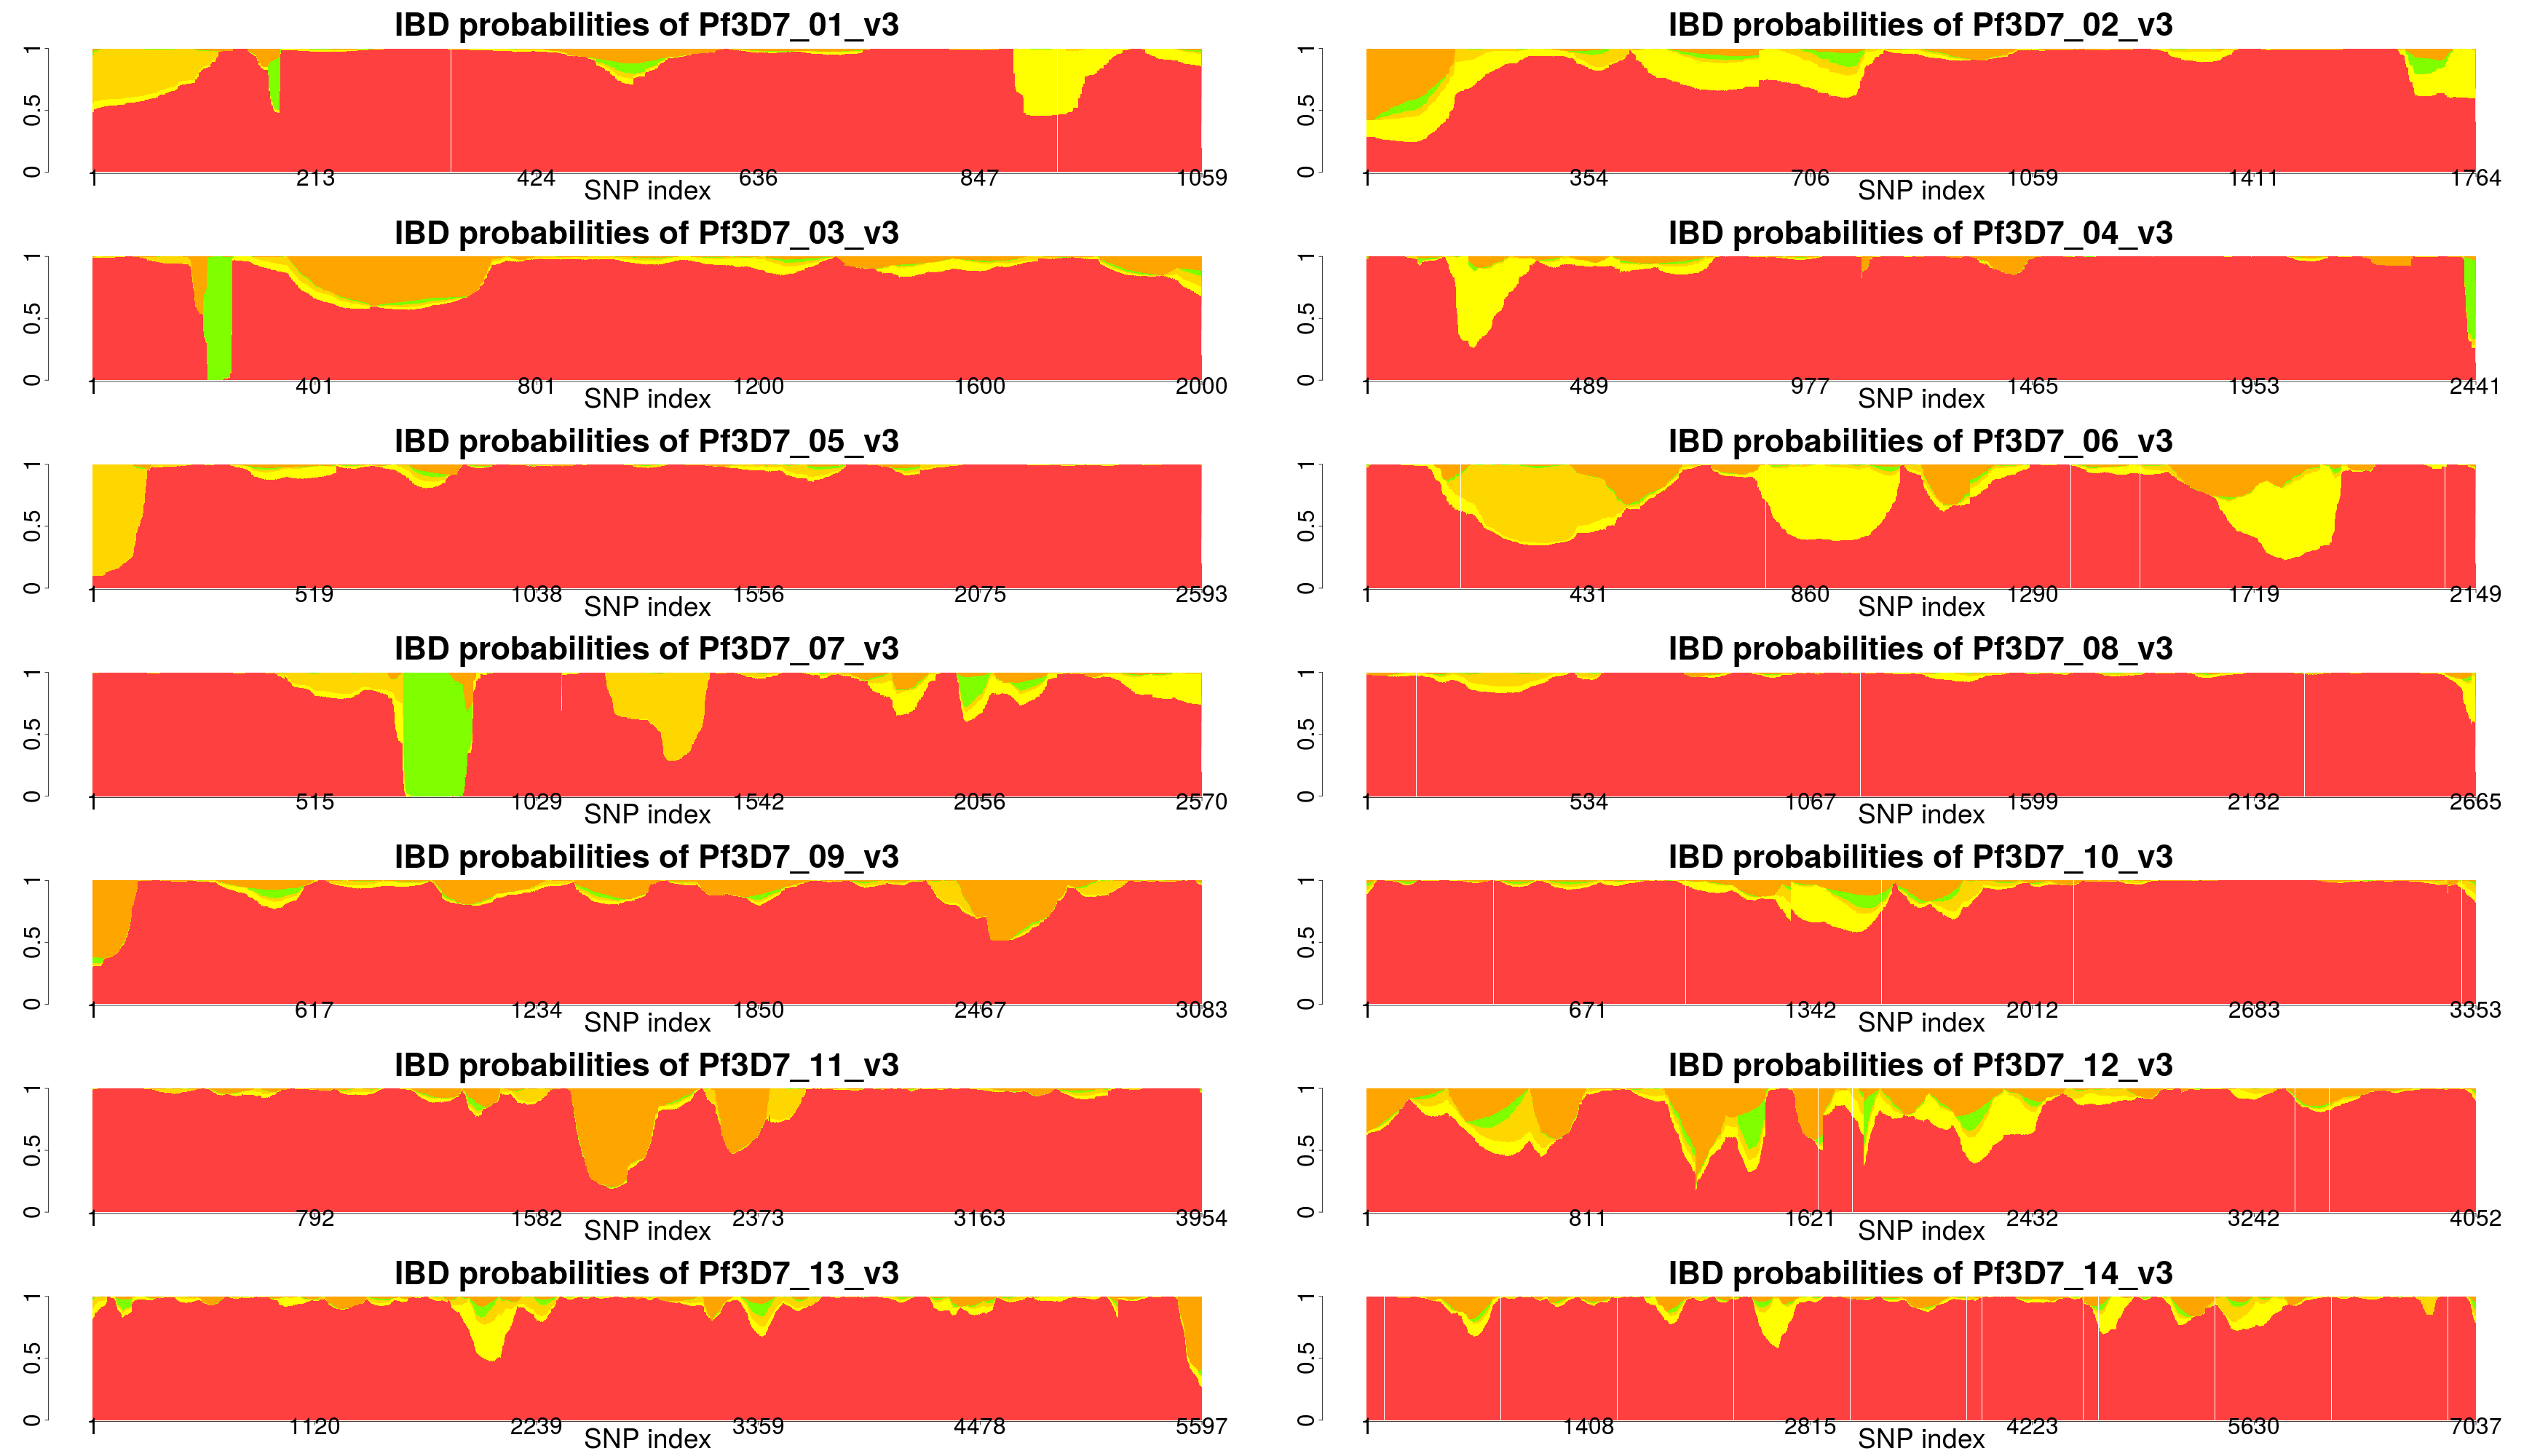 IBD probabilities of Pf3D7_01_v3
0 0.5 1
1 213 424 636 847 1059
SNP index
IBD probabilities of Pf3D7_02_v3
0 0.5 1
1 354 706 1059 1411 1764
SNP index
IBD probabilities of Pf3D7_03_v3
0 0.5 1
1 401 801 1200 1600 2000
SNP index
IBD probabilities of Pf3D7_04_v3
0 0.5 1
1 489 977 1465 1953 2441
SNP index
IBD probabilities of Pf3D7_05_v3
0 0.5 1
1 519 1038 1556 2075 2593
SNP index
IBD probabilities of Pf3D7_06_v3
0 0.5 1
1 431 860 1290 1719 2149
SNP index
IBD probabilities of Pf3D7_07_v3
0 0.5 1
1 515 1029 1542 2056 2570
SNP index
IBD probabilities of Pf3D7_08_v3
0 0.5 1
1 534 1067 1599 2132 2665
SNP index
IBD probabilities of Pf3D7_09_v3
0 0.5 1
1 617 1234 1850 2467 3083
SNP index
IBD probabilities of Pf3D7_10_v3
0 0.5 1
1 671 1342 2012 2683 3353
SNP index
IBD probabilities of Pf3D7_11_v3
0 0.5 1
1 792 1582 2373 3163 3954
SNP index
IBD probabilities of Pf3D7_12_v3
0 0.5 1
1 811 1621 2432 3242 4052
SNP index
IBD probabilities of Pf3D7_13_v3
0 0.5 1
1 1120 2239 3359 4478 5597
SNP index
IBD probabilities of Pf3D7_14_v3
0 0.5 1
1 1408 2815 4223 5630 7037
SNP index